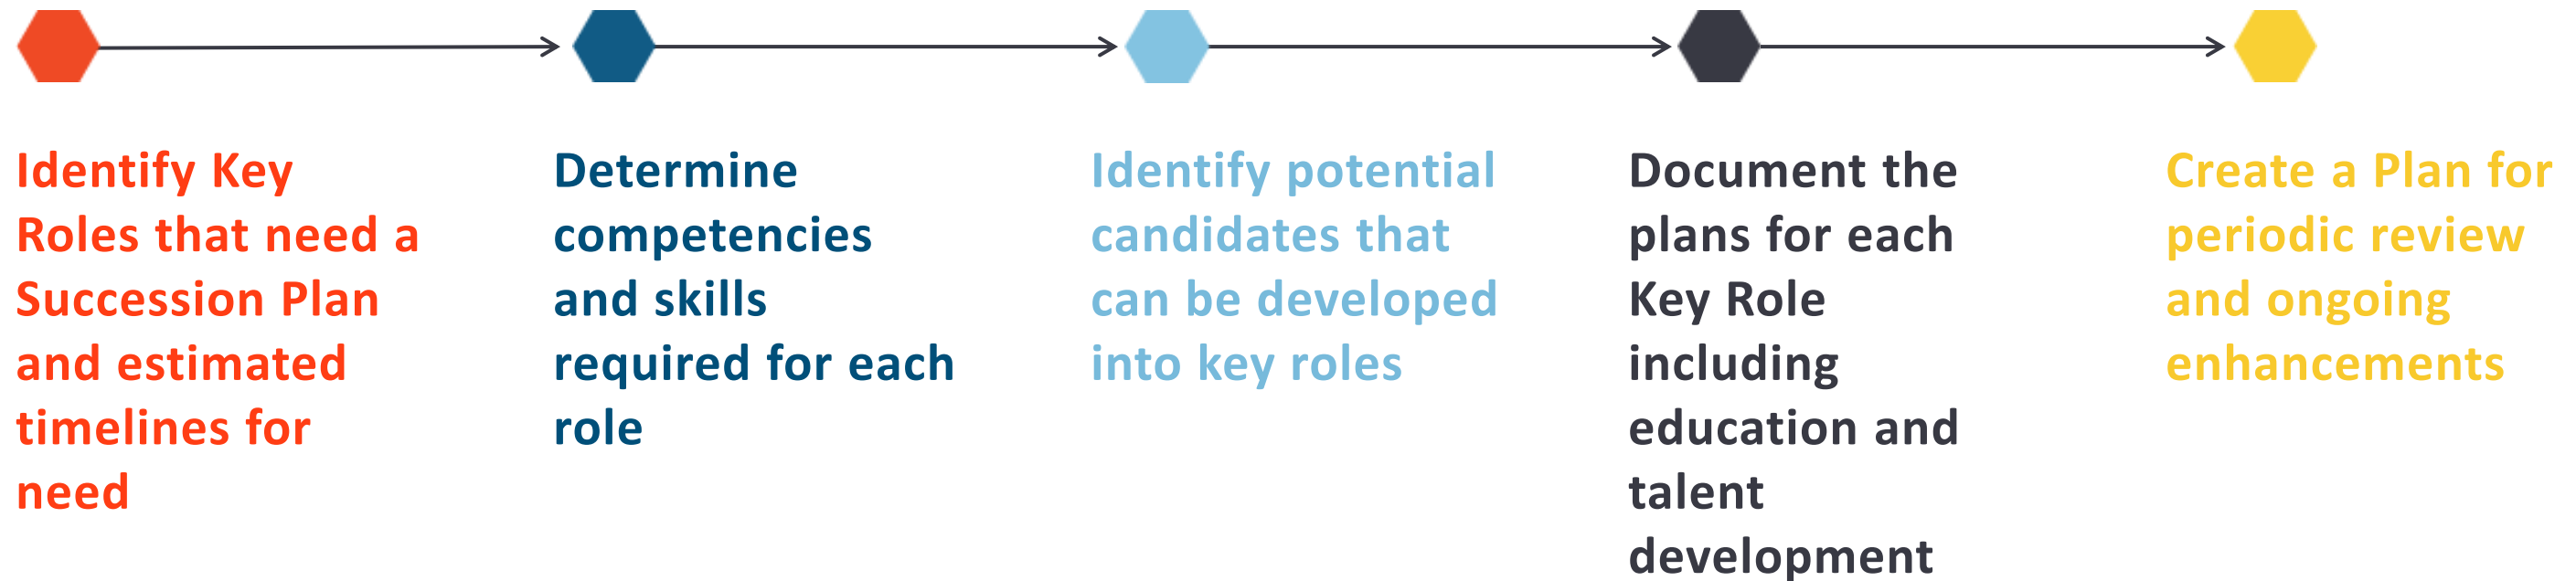 Identify Key
Roles that need a
Succession Plan
and estimated
timelines for
need
Determine
competencies
and skills
required for each
role
Identify potential
candidates that
can be developed
into key roles
Document the
plans for each
Key Role
including
education and
talent
development
Create a Plan for
periodic review
and ongoing
enhancements